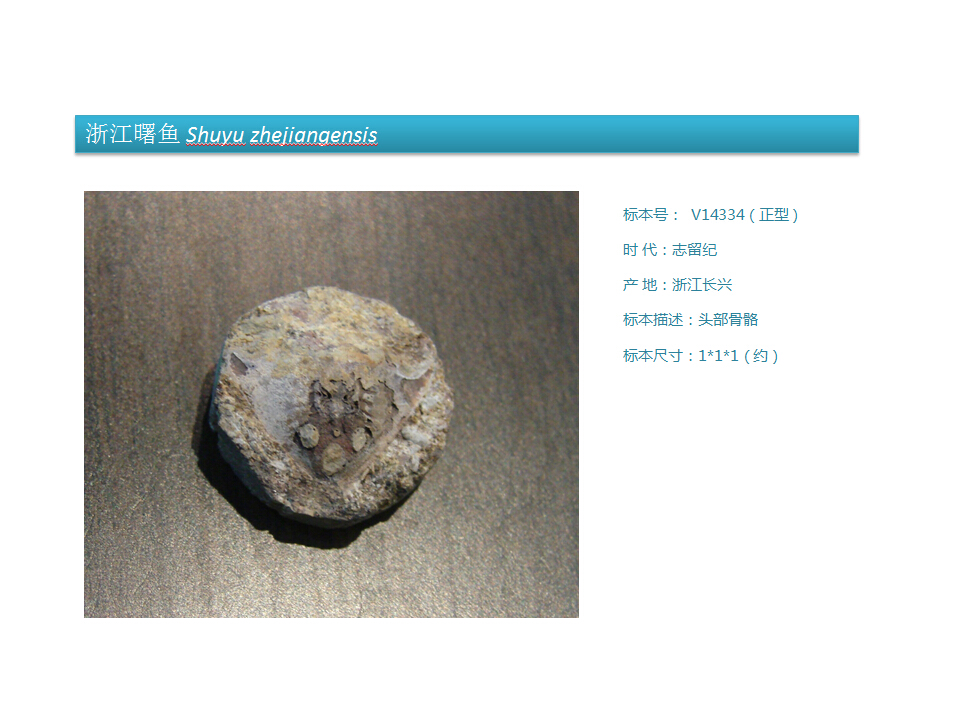 浙江曙鱼 Shuyu zhejiangensis
标本号： V14334（正型）
时 代：志留纪
产 地：浙江长兴
标本描述：头部骨骼
标本尺寸：1*1*1（约）